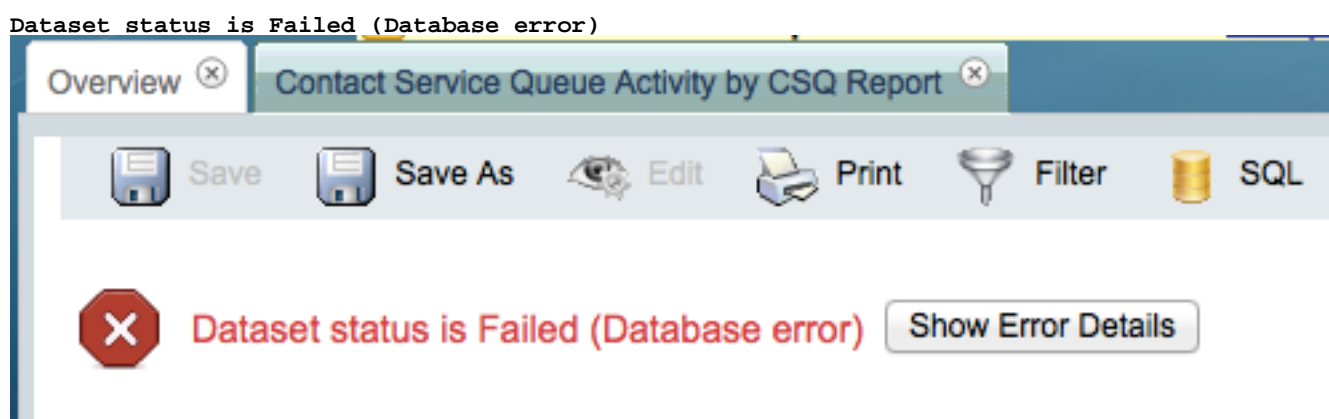 Dataset status is Failed (Database error)
Overview Contact Service Queue Activity by CSQ Report
Save Save As Edit Print Filter SQL
Dataset status is Failed (Database error) Show Error Details